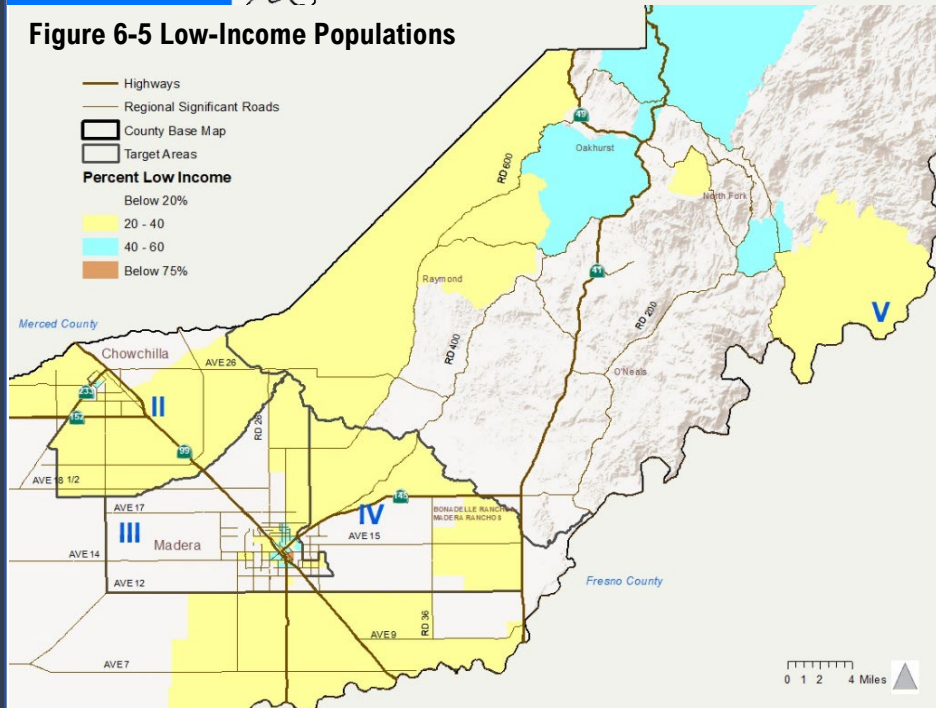 Figure 6-5 Low-Income Populations
Highways
Regional Significant Roads
County Base Map
Target Areas
Percent Low Income
Below 20%
20 - 40
40 - 60
Below 75%
49
Oakhurst
RD 600
North Fork
Raymond
41
RD 200
V
Merced County
Chowchilla
AVE 26
RD 400
O'Neals
233
152
II
RD 28
99
AVE 18 1/2
145
AVE 17
IV
BONADELLE RANCHOS
MADERA RANCHOS
III
Madera
AVE 15
AVE 14
AVE 12
Fresno County
RD 36
AVE 9
AVE 7
0 1 2 4 Miles